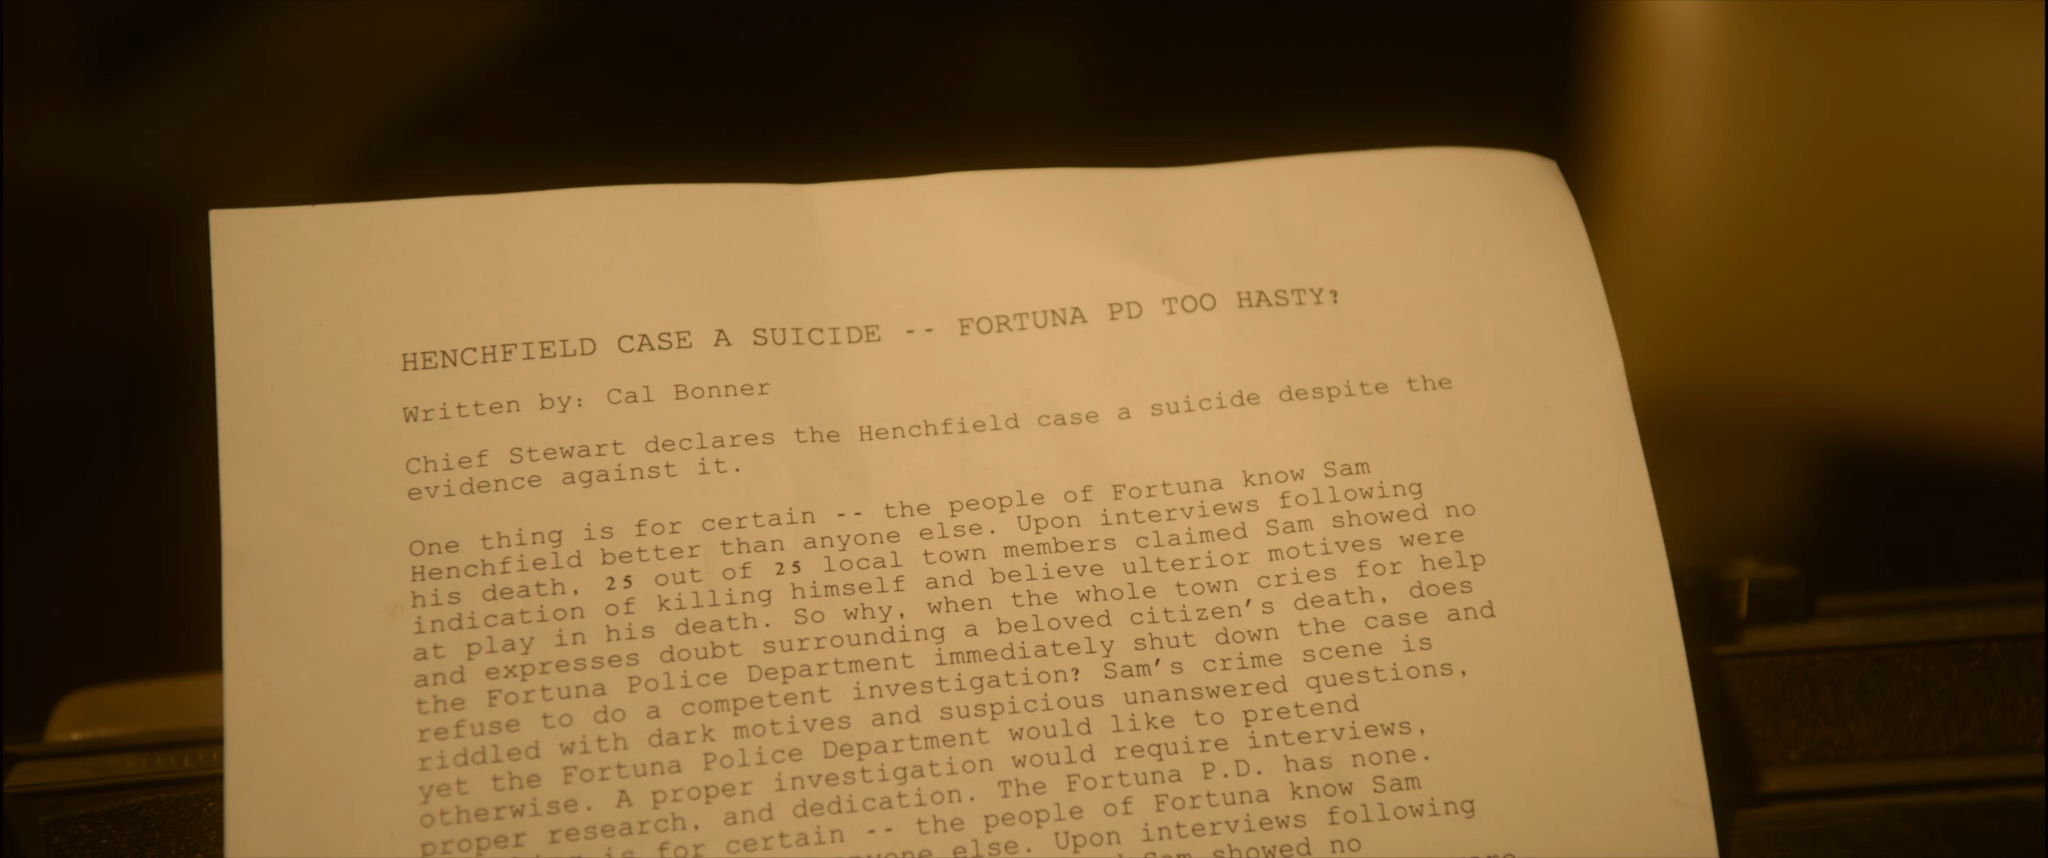 HENCHFIELD CASE A SUICIDE -- FORTUNA PD TOO HASTY?
Written by: Cal Bonner
Chief Stewart declares the Henchfield case a suicide despite the
evidence against it.
One thing is for certain -- the people of Fortuna know Sam
Henchfield better than anyone else. Upon interviews following
his death, 25 out of 25 local town members claimed Sam showed no
indication of killing himself and believe ulterior motives were
at play in his death. So why, when the whole town cries for help
and expresses doubt surrounding a beloved citizen's death, does
the Fortuna Police Department immediately shut down the case and
refuse to do a competent investigation? Sam's crime scene is
riddled with dark motives and suspicious unanswered questions,
yet the Fortuna Police Department would like to pretend
otherwise. A proper investigation would require interviews,
proper research, and dedication. The Fortuna P.D. has none.
is for certain -- the people of Fortuna know Sam
else. Upon interviews following
Sam showed no